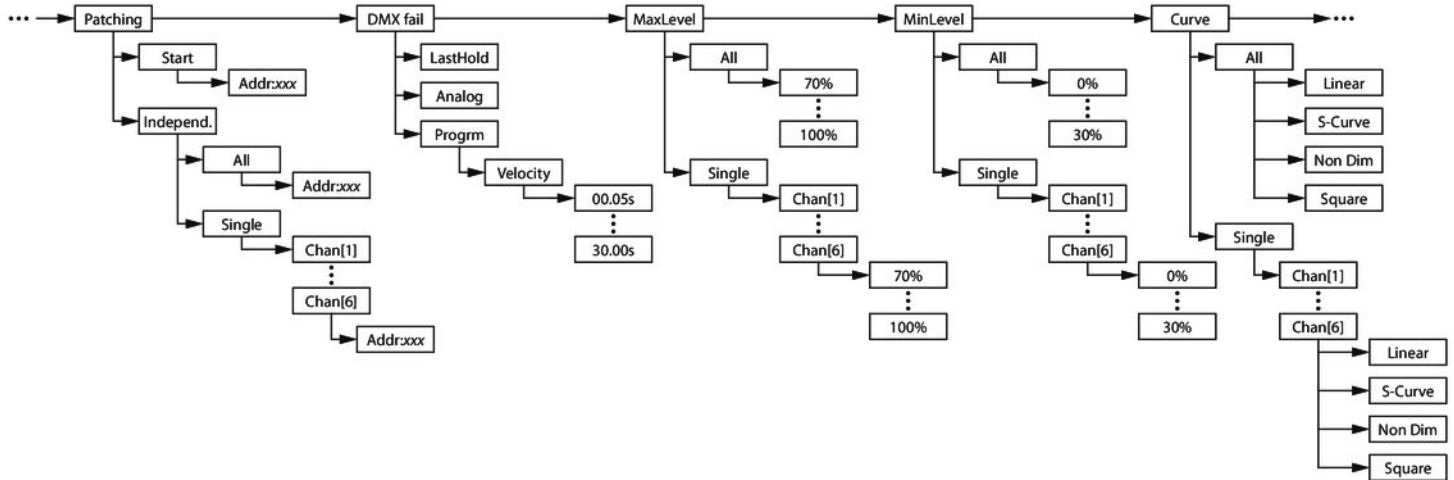 ••• Patching DMX fail MaxLevel MinLevel Curve •••
Start
Addr:xxx
Independ.
All
Addr:xxx
Single
Chan[1]
Chan[6]
Addr:xxx
LastHold
Analog
Progrm
Velocity
00.05s
30.00s
All
70%
100%
Single
Chan[1]
Chan[6]
70%
100%
All
0%
30%
Single
Chan[1]
Chan[6]
0%
30%
All
Linear
S-Curve
Non Dim
Square
Single
Chan[1]
Chan[6]
Linear
S-Curve
Non Dim
Square